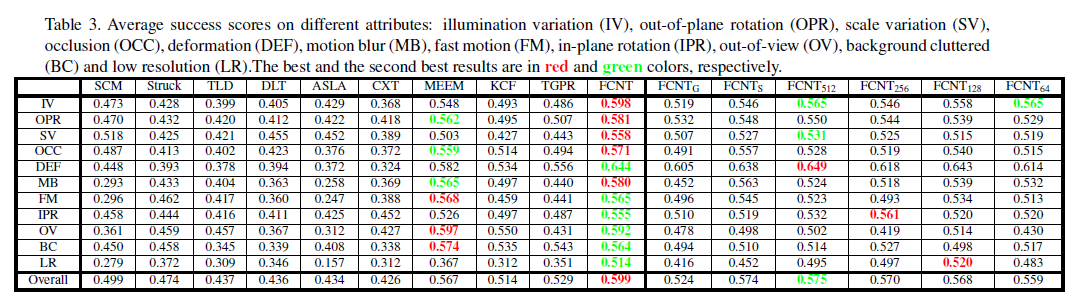 Table 3. Average success scores on different attributes: illumination variation (IV), out-of-plane rotation (OPR), scale variation (SV),
occlusion (OCC), deformation (DEF), motion blur (MB), fast motion (FM), in-plane rotation (IPR), out-of-view (OV), background cluttered
(BC) and low resolution (LR).The best and the second best results are in red and green colors, respectively.
SCM Struck TLD DLT ASLA CXT MEEM KCF TGPR FCNT FCNT_G FCNT_S FCNT_512 FCNT_256 FCNT_128 FCNT_64
IV 0.473 0.428 0.399 0.405 0.429 0.368 0.548 0.493 0.486 0.598 0.519 0.546 0.565 0.546 0.558 0.565
OPR 0.470 0.432 0.420 0.412 0.422 0.418 0.562 0.495 0.507 0.581 0.532 0.548 0.550 0.544 0.539 0.529
SV 0.518 0.425 0.421 0.455 0.452 0.389 0.503 0.427 0.443 0.558 0.507 0.527 0.531 0.525 0.515 0.519
OCC 0.487 0.413 0.402 0.423 0.376 0.372 0.559 0.514 0.494 0.571 0.491 0.557 0.528 0.519 0.540 0.515
DEF 0.448 0.393 0.378 0.394 0.372 0.324 0.582 0.534 0.556 0.644 0.605 0.638 0.649 0.618 0.643 0.614
MB 0.293 0.433 0.404 0.363 0.258 0.369 0.565 0.497 0.440 0.580 0.452 0.563 0.524 0.518 0.539 0.532
FM 0.296 0.462 0.417 0.360 0.247 0.388 0.568 0.459 0.441 0.565 0.496 0.545 0.523 0.493 0.534 0.513
IPR 0.458 0.444 0.416 0.411 0.425 0.452 0.526 0.497 0.487 0.555 0.510 0.519 0.532 0.561 0.520 0.520
OV 0.361 0.459 0.457 0.367 0.312 0.427 0.597 0.550 0.431 0.592 0.478 0.498 0.502 0.419 0.514 0.430
BC 0.450 0.458 0.345 0.339 0.408 0.338 0.574 0.535 0.543 0.564 0.494 0.510 0.514 0.527 0.498 0.517
LR 0.279 0.372 0.309 0.346 0.157 0.312 0.367 0.312 0.351 0.514 0.416 0.452 0.495 0.497 0.520 0.483
Overall 0.499 0.474 0.437 0.436 0.434 0.426 0.567 0.514 0.529 0.599 0.524 0.574 0.575 0.570 0.568 0.559